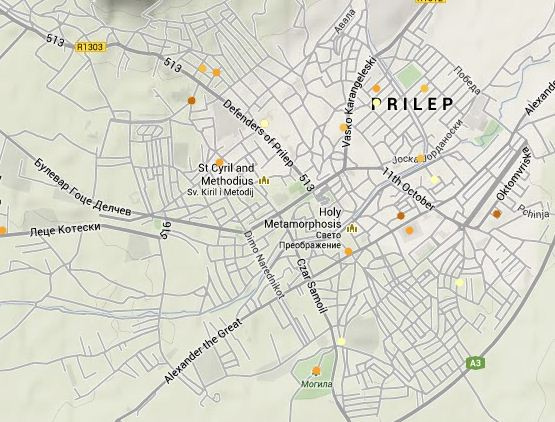 R1312
Авала
513
R1303
513
Победа
Vasko Karangeleski
PRILEP
Alexander
Defenders of Prilep
Јоска Јорданоски
St Cyril and
Methodius
Sv. Kiril i Metodij
513
11th October
Oktomvriska
Булевар Гоце Делчев
Pchinja
Holy
Metamorphosis
Свето
Преображение
Леце Котески
516
Dimo Narednikot
Czar Samoil
Alexander the Great
A3
Могила